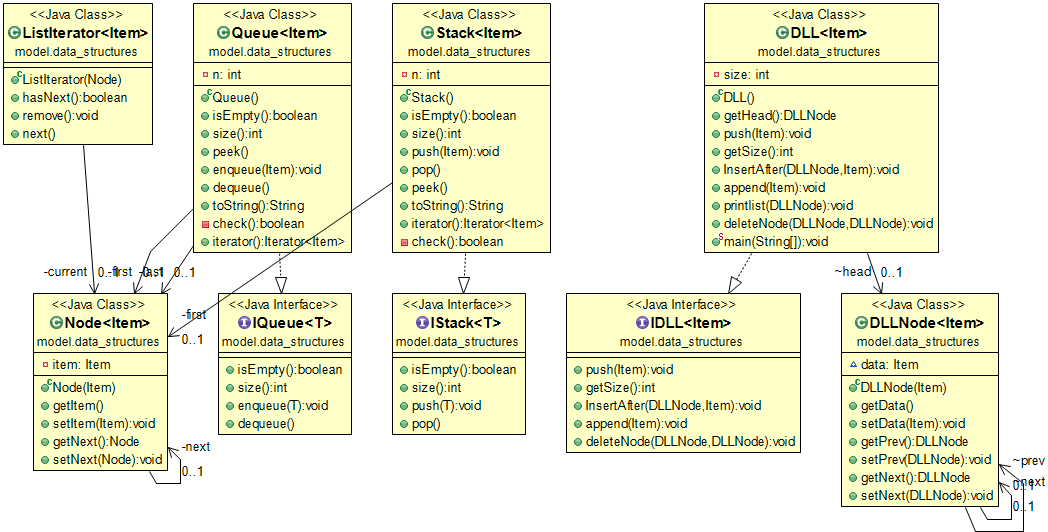 <<Java Class>>
ListIterator<Item>
model.data_structures
ListIterator(Node)
hasNext():boolean
remove():void
next()
<<Java Class>>
Queue<Item>
model.data_structures
n: int
Queue()
isEmpty():boolean
size():int
peek()
enqueue(Item):void
dequeue()
toString():String
check():boolean
iterator():Iterator<Item>
<<Java Class>>
Stack<Item>
model.data_structures
n: int
Stack()
isEmpty():boolean
size():int
push(Item):void
pop()
peek()
toString():String
iterator():Iterator<Item>
check():boolean
<<Java Class>>
DLL<Item>
model.data_structures
size: int
DLL()
getHead():DLLNode
push(Item):void
getSize():int
InsertAfter(DLLNode,Item):void
append(Item):void
printlist(DLLNode):void
deleteNode(DLLNode,DLLNode):void
main(String[]):void
-current
0..1
-first
-last
0..1
~head
0..1
<<Java Class>>
Node<Item>
model.data_structures
item: Item
Node(Item)
getItem()
setItem(Item):void
getNext():Node
setNext(Node):void
-next
0..1
-first
0..1
<<Java Interface>>
IQueue<T>
model.data_structures
isEmpty():boolean
size():int
enqueue(T):void
dequeue()
<<Java Interface>>
IStack<T>
model.data_structures
isEmpty():boolean
size():int
push(T):void
pop()
<<Java Interface>>
IDLL<Item>
model.data_structures
push(Item):void
getSize():int
InsertAfter(DLLNode,Item):void
append(Item):void
deleteNode(DLLNode,DLLNode):void
<<Java Class>>
DLLNode<Item>
model.data_structures
data: Item
DLLNode(Item)
getData()
setData(Item):void
getPrev():DLLNode
setPrev(DLLNode):void
getNext():DLLNode
setNext(DLLNode):void
~prev
0..1
~next
0..1